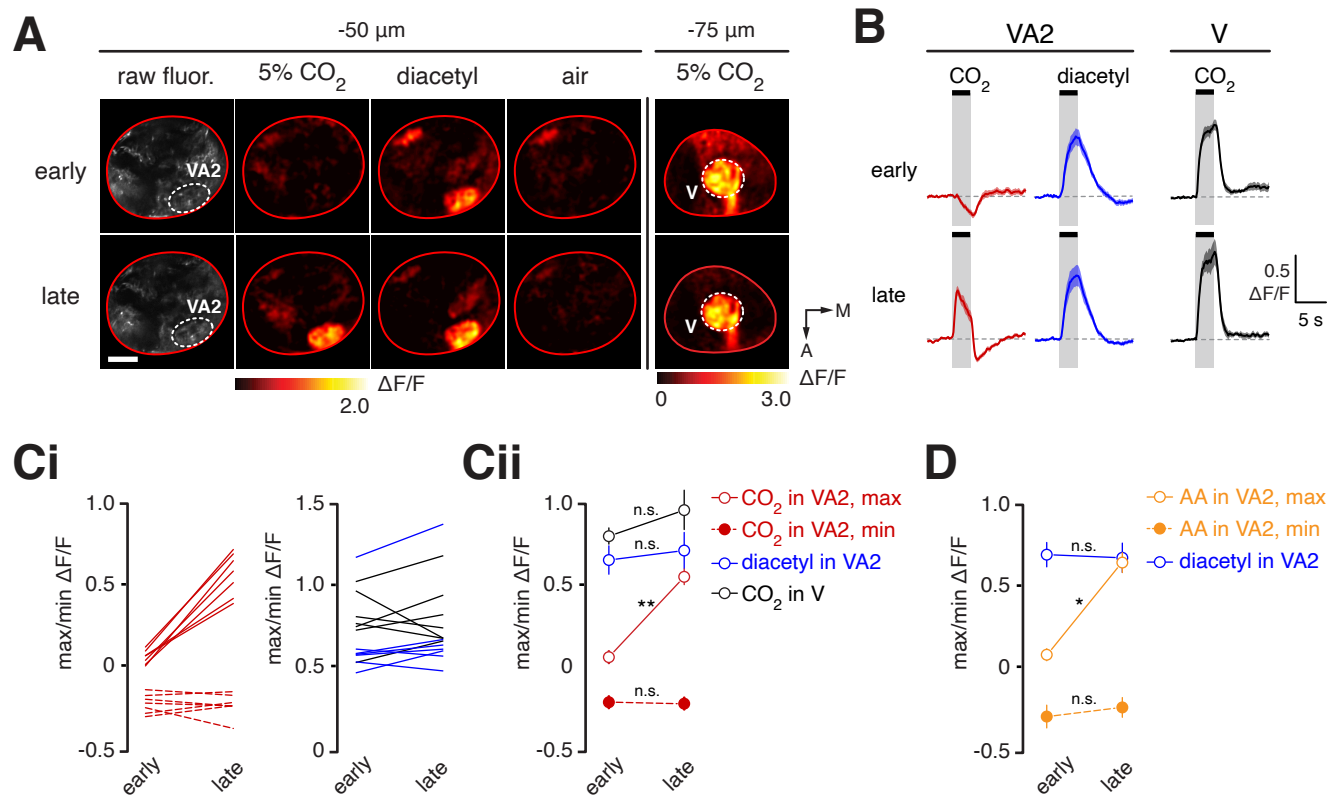 A
-50 µm
-75 µm
raw fluor.
5% CO2
diacetyl
air
5% CO2
early
VA2
V
late
VA2
V
M
A
2.0
ΔF/F
0
3.0
ΔF/F
B
VA2
V
CO2
diacetyl
CO2
early
late
0.5
ΔF/F
5 s
Ci
max/min ΔF/F
1.0
0.5
0
-0.5
early
late
max/min ΔF/F
1.5
1.0
0.5
0
early
late
Cii
max/min ΔF/F
1.0
0.5
0
-0.5
n.s.
n.s.
**
n.s.
early
late
CO2 in VA2, max
CO2 in VA2, min
diacetyl in VA2
CO2 in V
D
max/min ΔF/F
1.0
0.5
0
-0.5
n.s.
*
n.s.
early
late
AA in VA2, max
AA in VA2, min
diacetyl in VA2